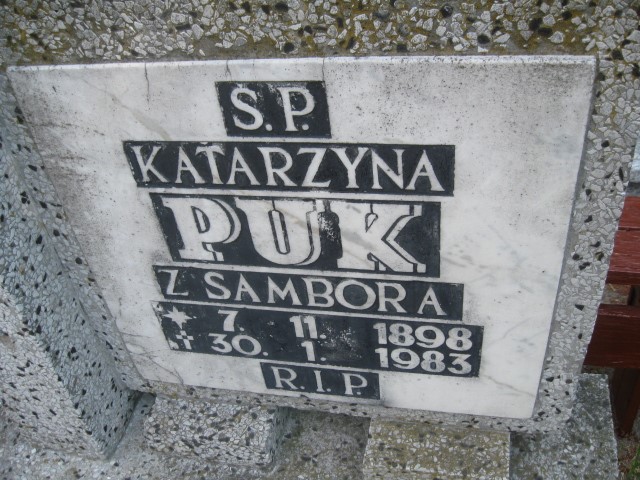 Ś.P.
KATARZYNA
PUK
Z SAMBORA
* 7. 11. 1898
† 30. 1. 1983
R.I.P.